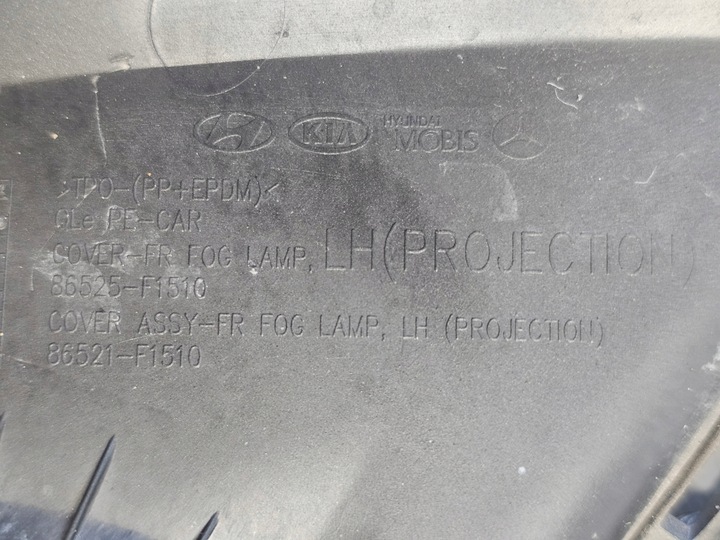 KIA HYUNDAI MOBIS
>TPO-(PP+EPDM)<
QLe PE-CAR
COVER-FR FOG LAMP, LH(PROJECTION)
86525-F1510
COVER ASSY-FR FOG LAMP, LH (PROJECTION)
86521-F1510